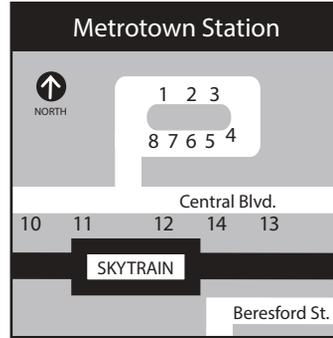 Metrotown Station
NORTH
1 2 3
8 7 6 5 4
Central Blvd.
10 11 12 14 13
SKYTRAIN
Beresford St.